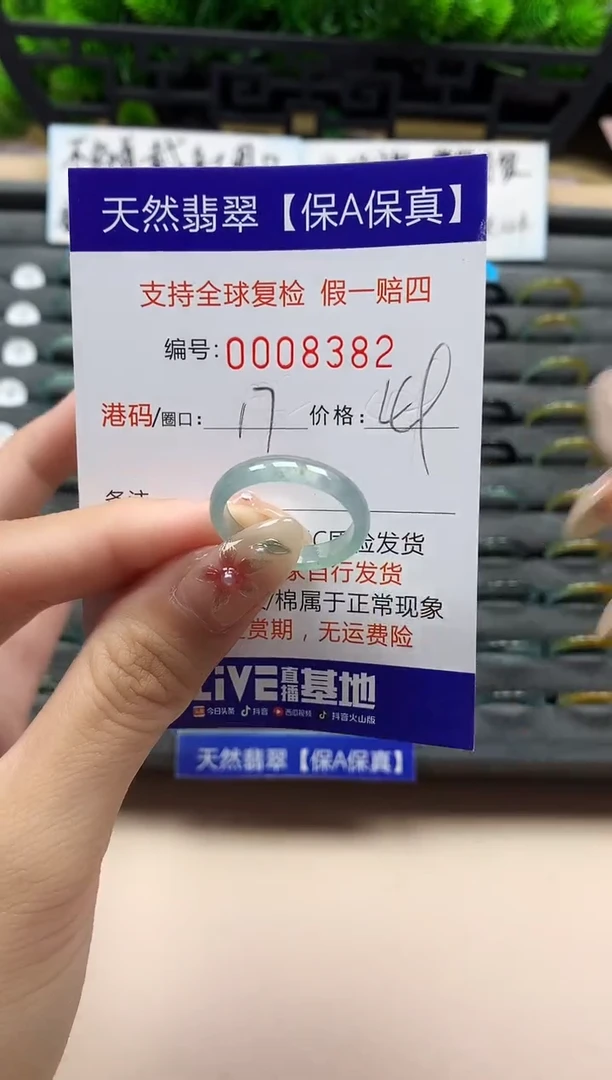 天然翡翠【保A保真】
支持全球复检 假一赔四
编号:0008382
港码/圈口: 17 价格:
备注
检发货
家自行发货
/棉属于正常现象
赏期，无运费险
LIVE直播基地
今日头条 抖音 西瓜视频 抖音火山版
天然翡翠【保A保真】